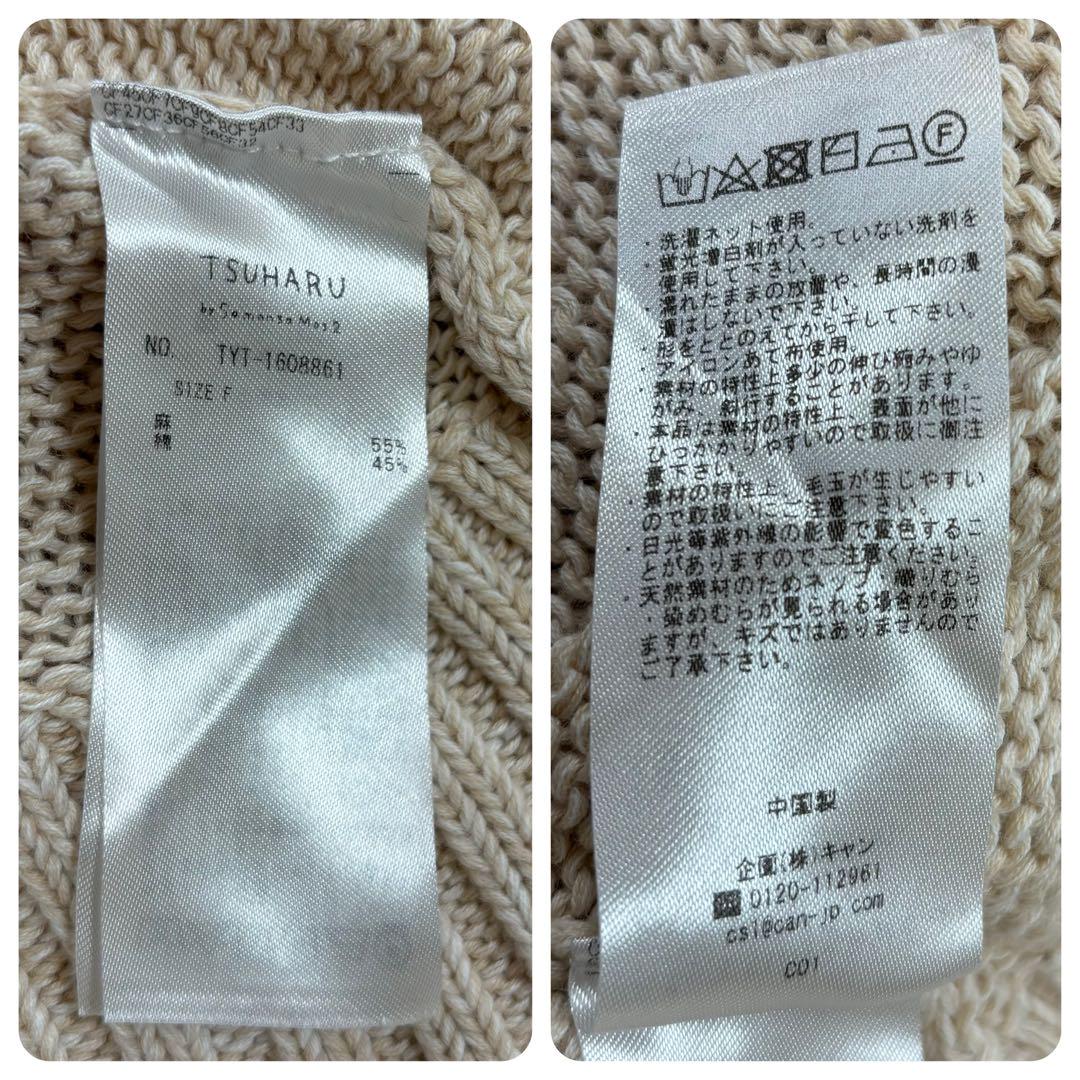 CF45CF7CF9CF8CF54CF33
CF27CF36CF56CF32
TSUHARU
by Samansa Mos2
NO. TYT-1608861
SIZE F
麻 55%
綿 45%
・洗濯ネット使用。
・蛍光増白剤が入っていない洗剤を
使用して下さい。
・濡れたままの放置や、長時間の浸
漬はしないで下さい。
・形をととのえてから干して下さい。
・アイロンあて布使用
・素材の特性上多少の伸び縮みやゆ
がみ、斜行することがあります。
・本品は素材の特性上、表面が他に
ひっかかりやすいので取扱に御注
意下さい。
・素材の特性上、毛玉が生じやすい
ので取扱いにご注意下さい。
・日光等紫外線の影響で変色するこ
とがありますのでご注意ください。
・天然素材のためネップ・織りむら
・染めむらが見られる場合があり
ますが、キズではありませんので
ご了承下さい。
中国製
企画(株)キャン
0120-112961
csl@can-jp.com
C01
F